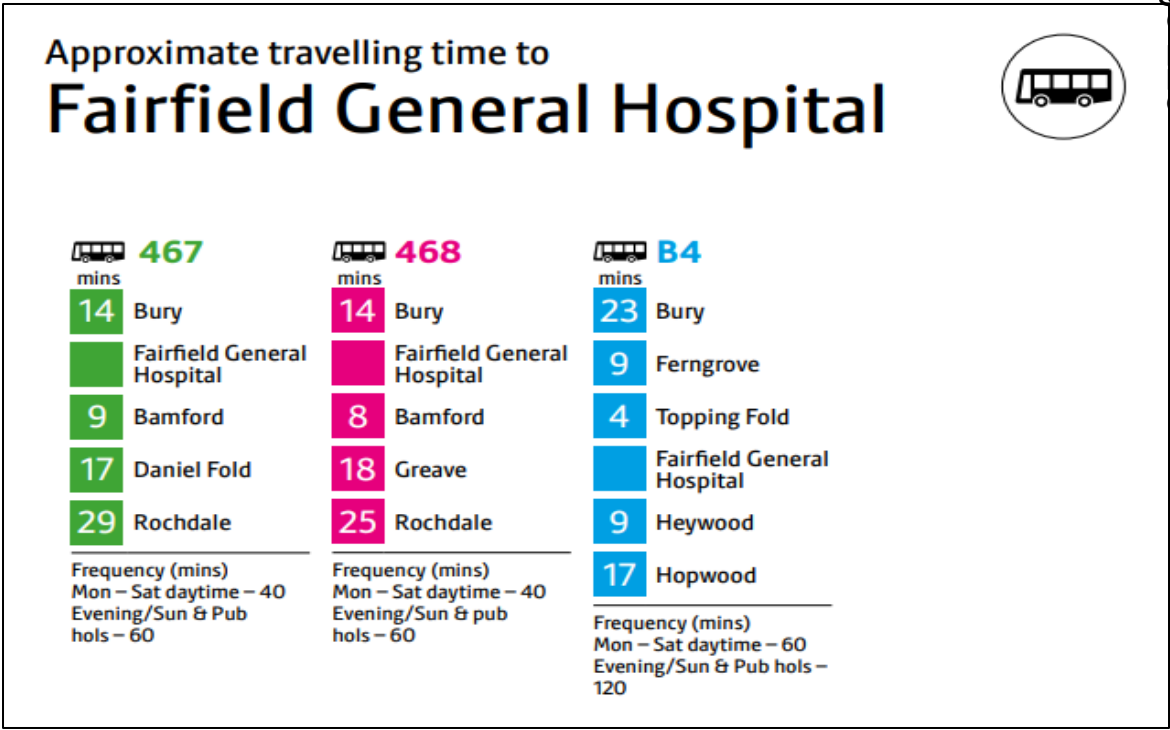 Approximate travelling time to
Fairfield General Hospital
467
mins
14 Bury
Fairfield General
Hospital
9 Bamford
17 Daniel Fold
29 Rochdale
Frequency (mins)
Mon – Sat daytime – 40
Evening/Sun & Pub
hols – 60
468
mins
14 Bury
Fairfield General
Hospital
8 Bamford
18 Greave
25 Rochdale
Frequency (mins)
Mon – Sat daytime – 40
Evening/Sun & pub
hols – 60
B4
mins
23 Bury
9 Ferngrove
4 Topping Fold
Fairfield General
Hospital
9 Heywood
17 Hopwood
Frequency (mins)
Mon – Sat daytime – 60
Evening/Sun & Pub hols –
120